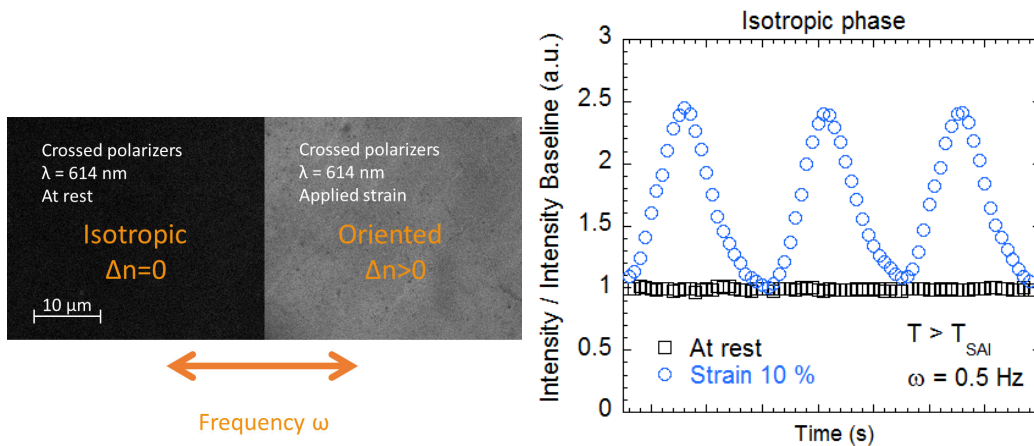 Crossed polarizers
λ = 614 nm
At rest
Isotropic
Δn=0
10 µm
Crossed polarizers
λ = 614 nm
Applied strain
Oriented
Δn>0
Frequency ω
Isotropic phase
Intensity / Intensity Baseline (a.u.)
3
2.5
2
1.5
1
0.5
0
At rest
Strain 10 %
T > T_SAI
ω = 0.5 Hz
Time (s)